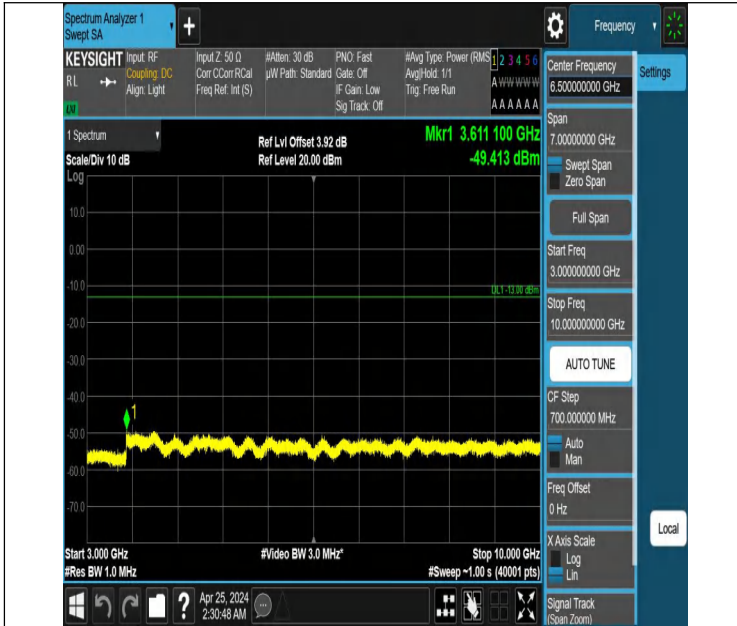 Spectrum Analyzer 1
Swept SA
Frequency
KEYSIGHT
RL
Input: RF
Coupling: DC
Align: Light
Input Z: 50 Ω
Corr CCorr RCal
Freq Ref: Int (S)
#Atten: 30 dB
µW Path: Standard
PNO: Fast
Gate: Off
IF Gain: Low
Sig Track: Off
#Avg Type: Power (RMS
Avg|Hold: 1/1
Trig: Free Run
1 2 3 4 5 6
A W W W W W
A A A A A A
Center Frequency
6.500000000 GHz
Settings
Span
7.00000000 GHz
Swept Span
Zero Span
Full Span
Start Freq
3.000000000 GHz
Stop Freq
10.000000000 GHz
AUTO TUNE
CF Step
700.000000 MHz
Auto
Man
Freq Offset
0 Hz
X Axis Scale
Log
Lin
Signal Track
(Span Zoom)
Local
1 Spectrum
Scale/Div 10 dB
Ref Lvl Offset 3.92 dB
Ref Level 20.00 dBm
Mkr1 3.611 100 GHz
-49.413 dBm
Log
10.0
0.00
-10.0
DL1 -13.00 dBm
-20.0
-30.0
-40.0
1
-50.0
-60.0
-70.0
Start 3.000 GHz
#Video BW 3.0 MHz*
Stop 10.000 GHz
#Res BW 1.0 MHz
#Sweep ~1.00 s (40001 pts)
?
Apr 25, 2024
2:30:48 AM